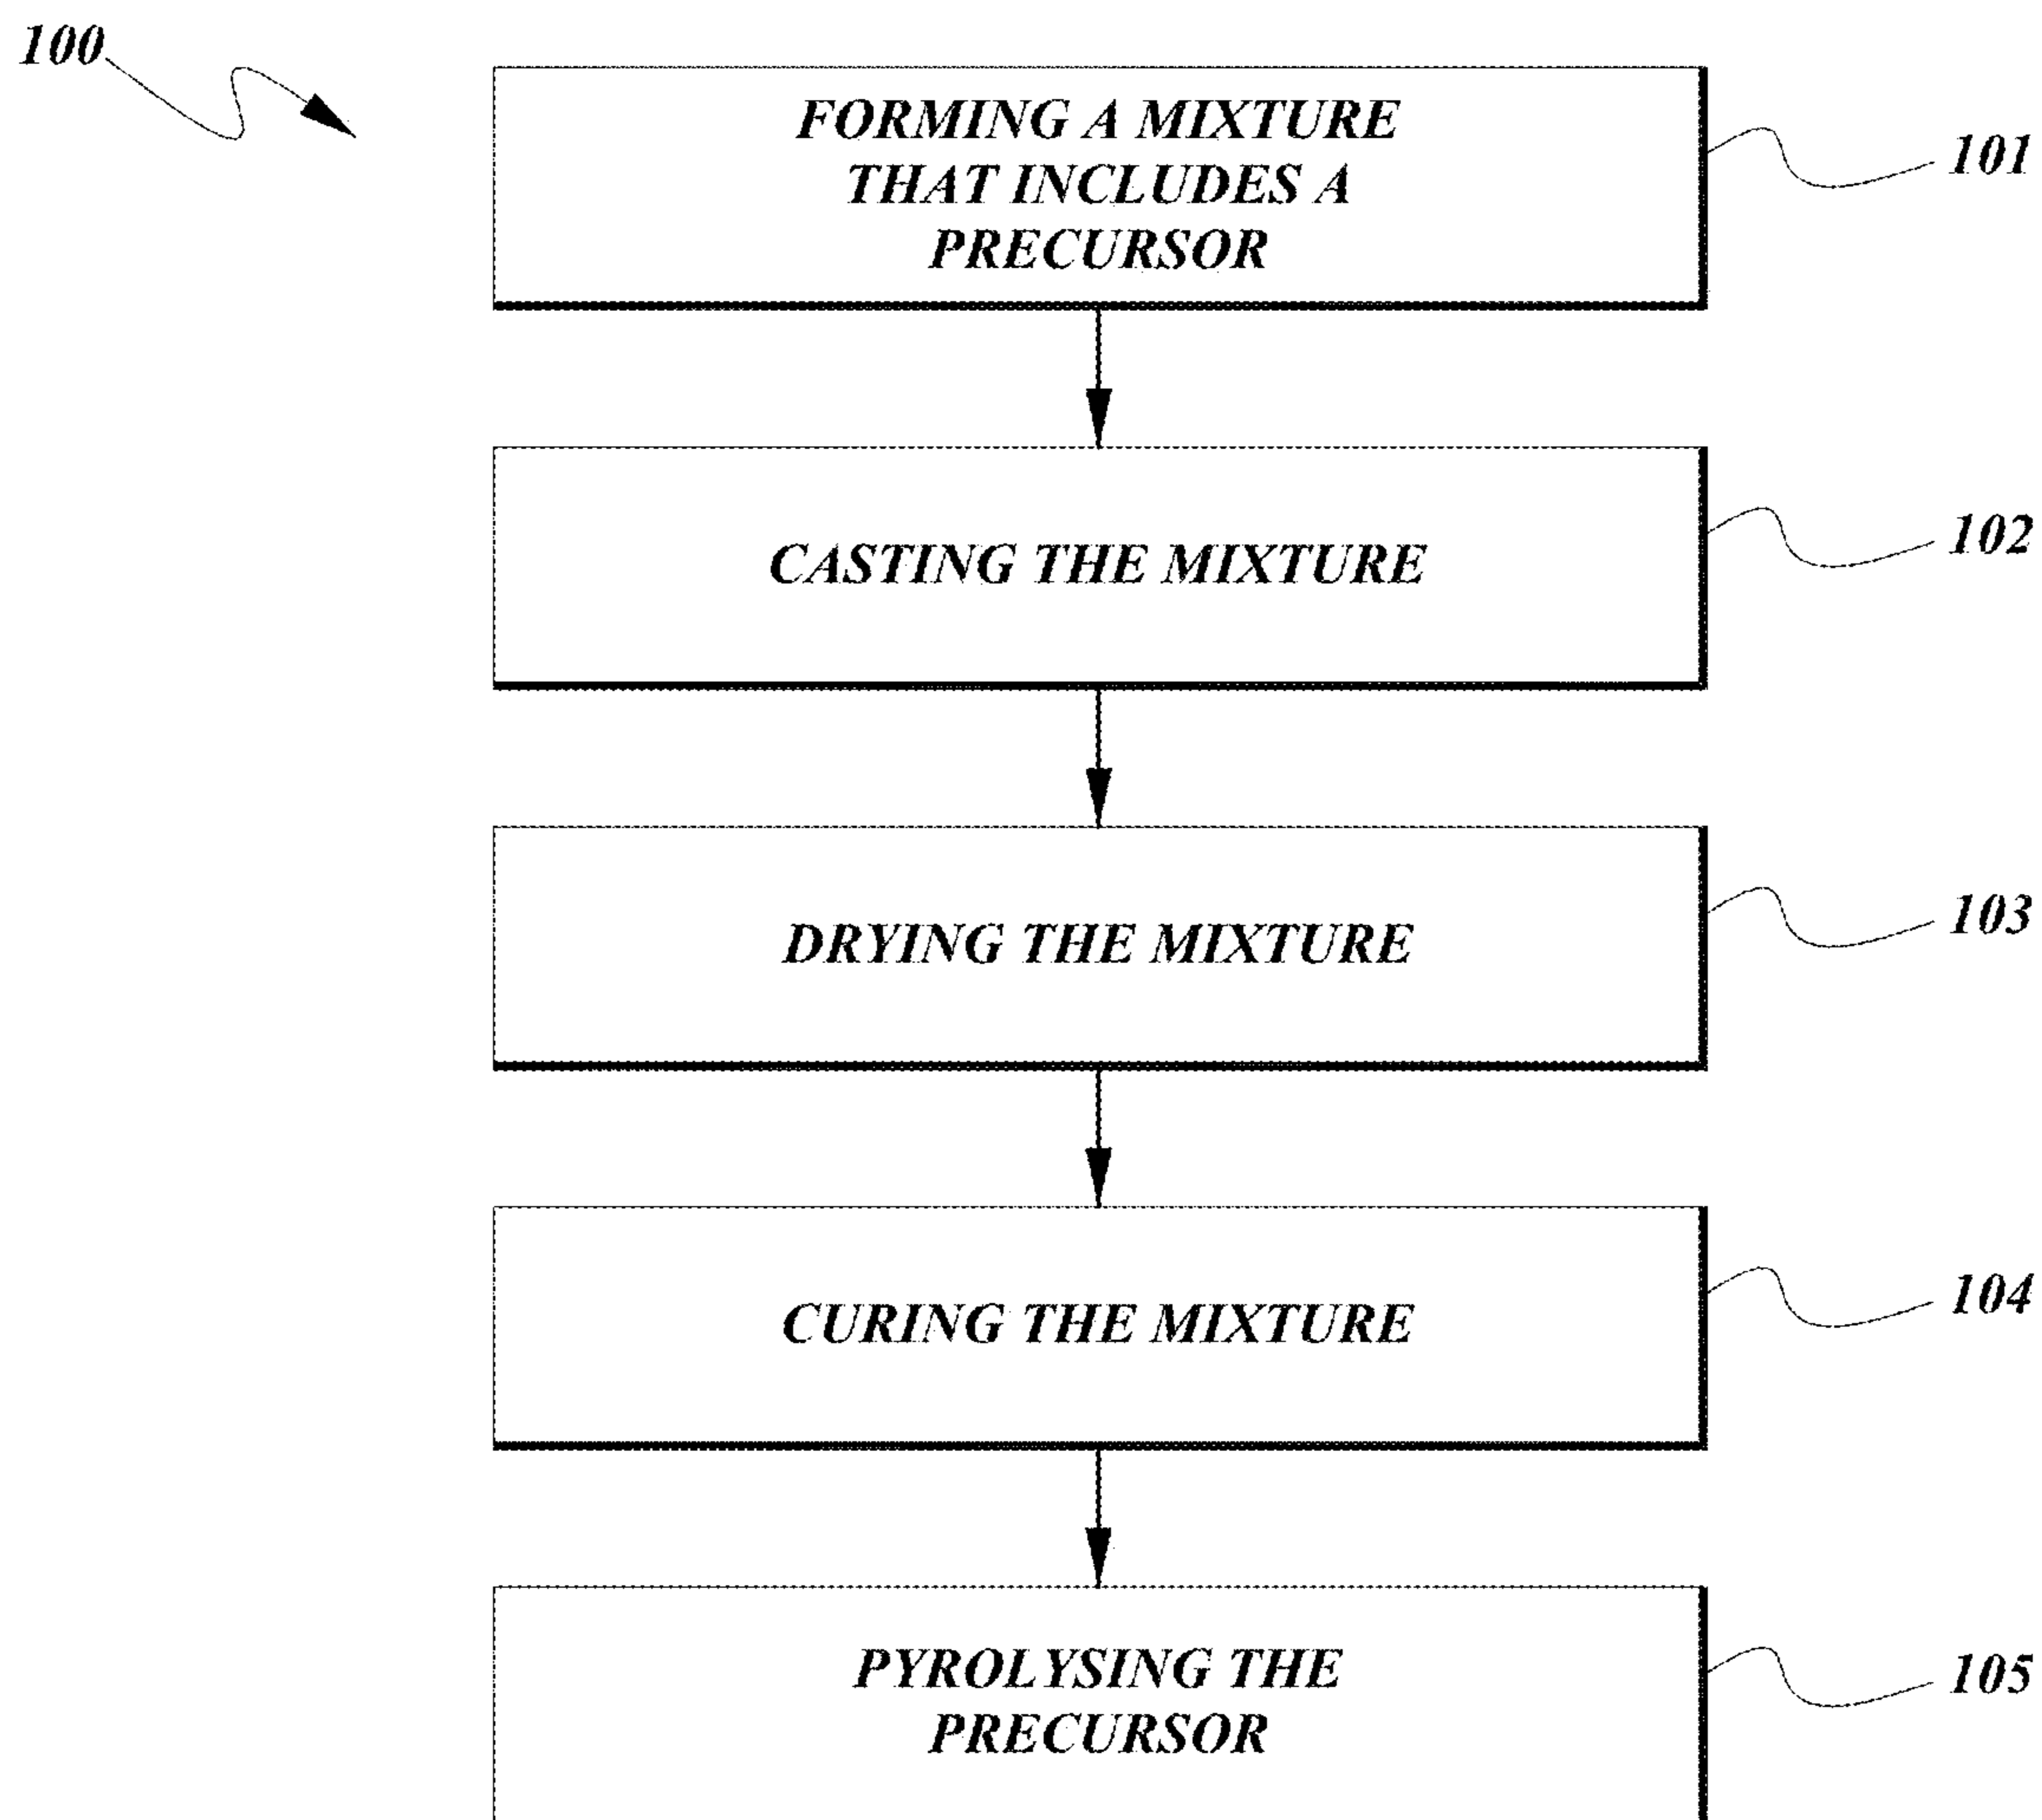 100
FORMING A MIXTURE
THAT INCLUDES A
PRECURSOR
101
CASTING THE MIXTURE
102
DRYING THE MIXTURE
103
CURING THE MIXTURE
104
PYROLYSING THE
PRECURSOR
105